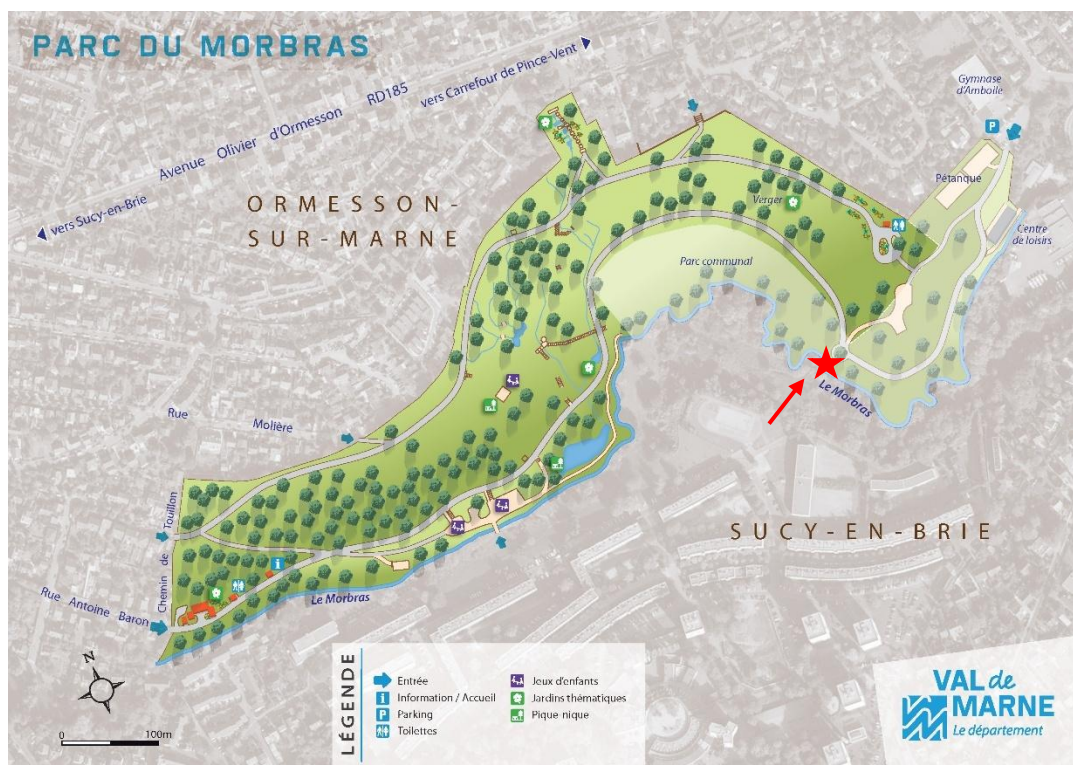 PARC DU MORBRAS
vers Carrefour de Pince-Vent
Avenue Olivier d'Ormesson RD185
vers Sucy-en-Brie
Gymnase
d'Amboile
P
Pétanque
Centre
de loisirs
ORMESSON-
SUR-MARNE
Verger
Parc communal
Le Morbras
Rue Molière
SUCY-EN-BRIE
Chemin de Touillon
i
Rue Antoine Baron
Le Morbras
N
0 100m
LÉGENDE
Entrée
i Information / Accueil
P Parking
Toilettes
Jeux d'enfants
Jardins thématiques
Pique-nique
VAL de
MARNE
Le département